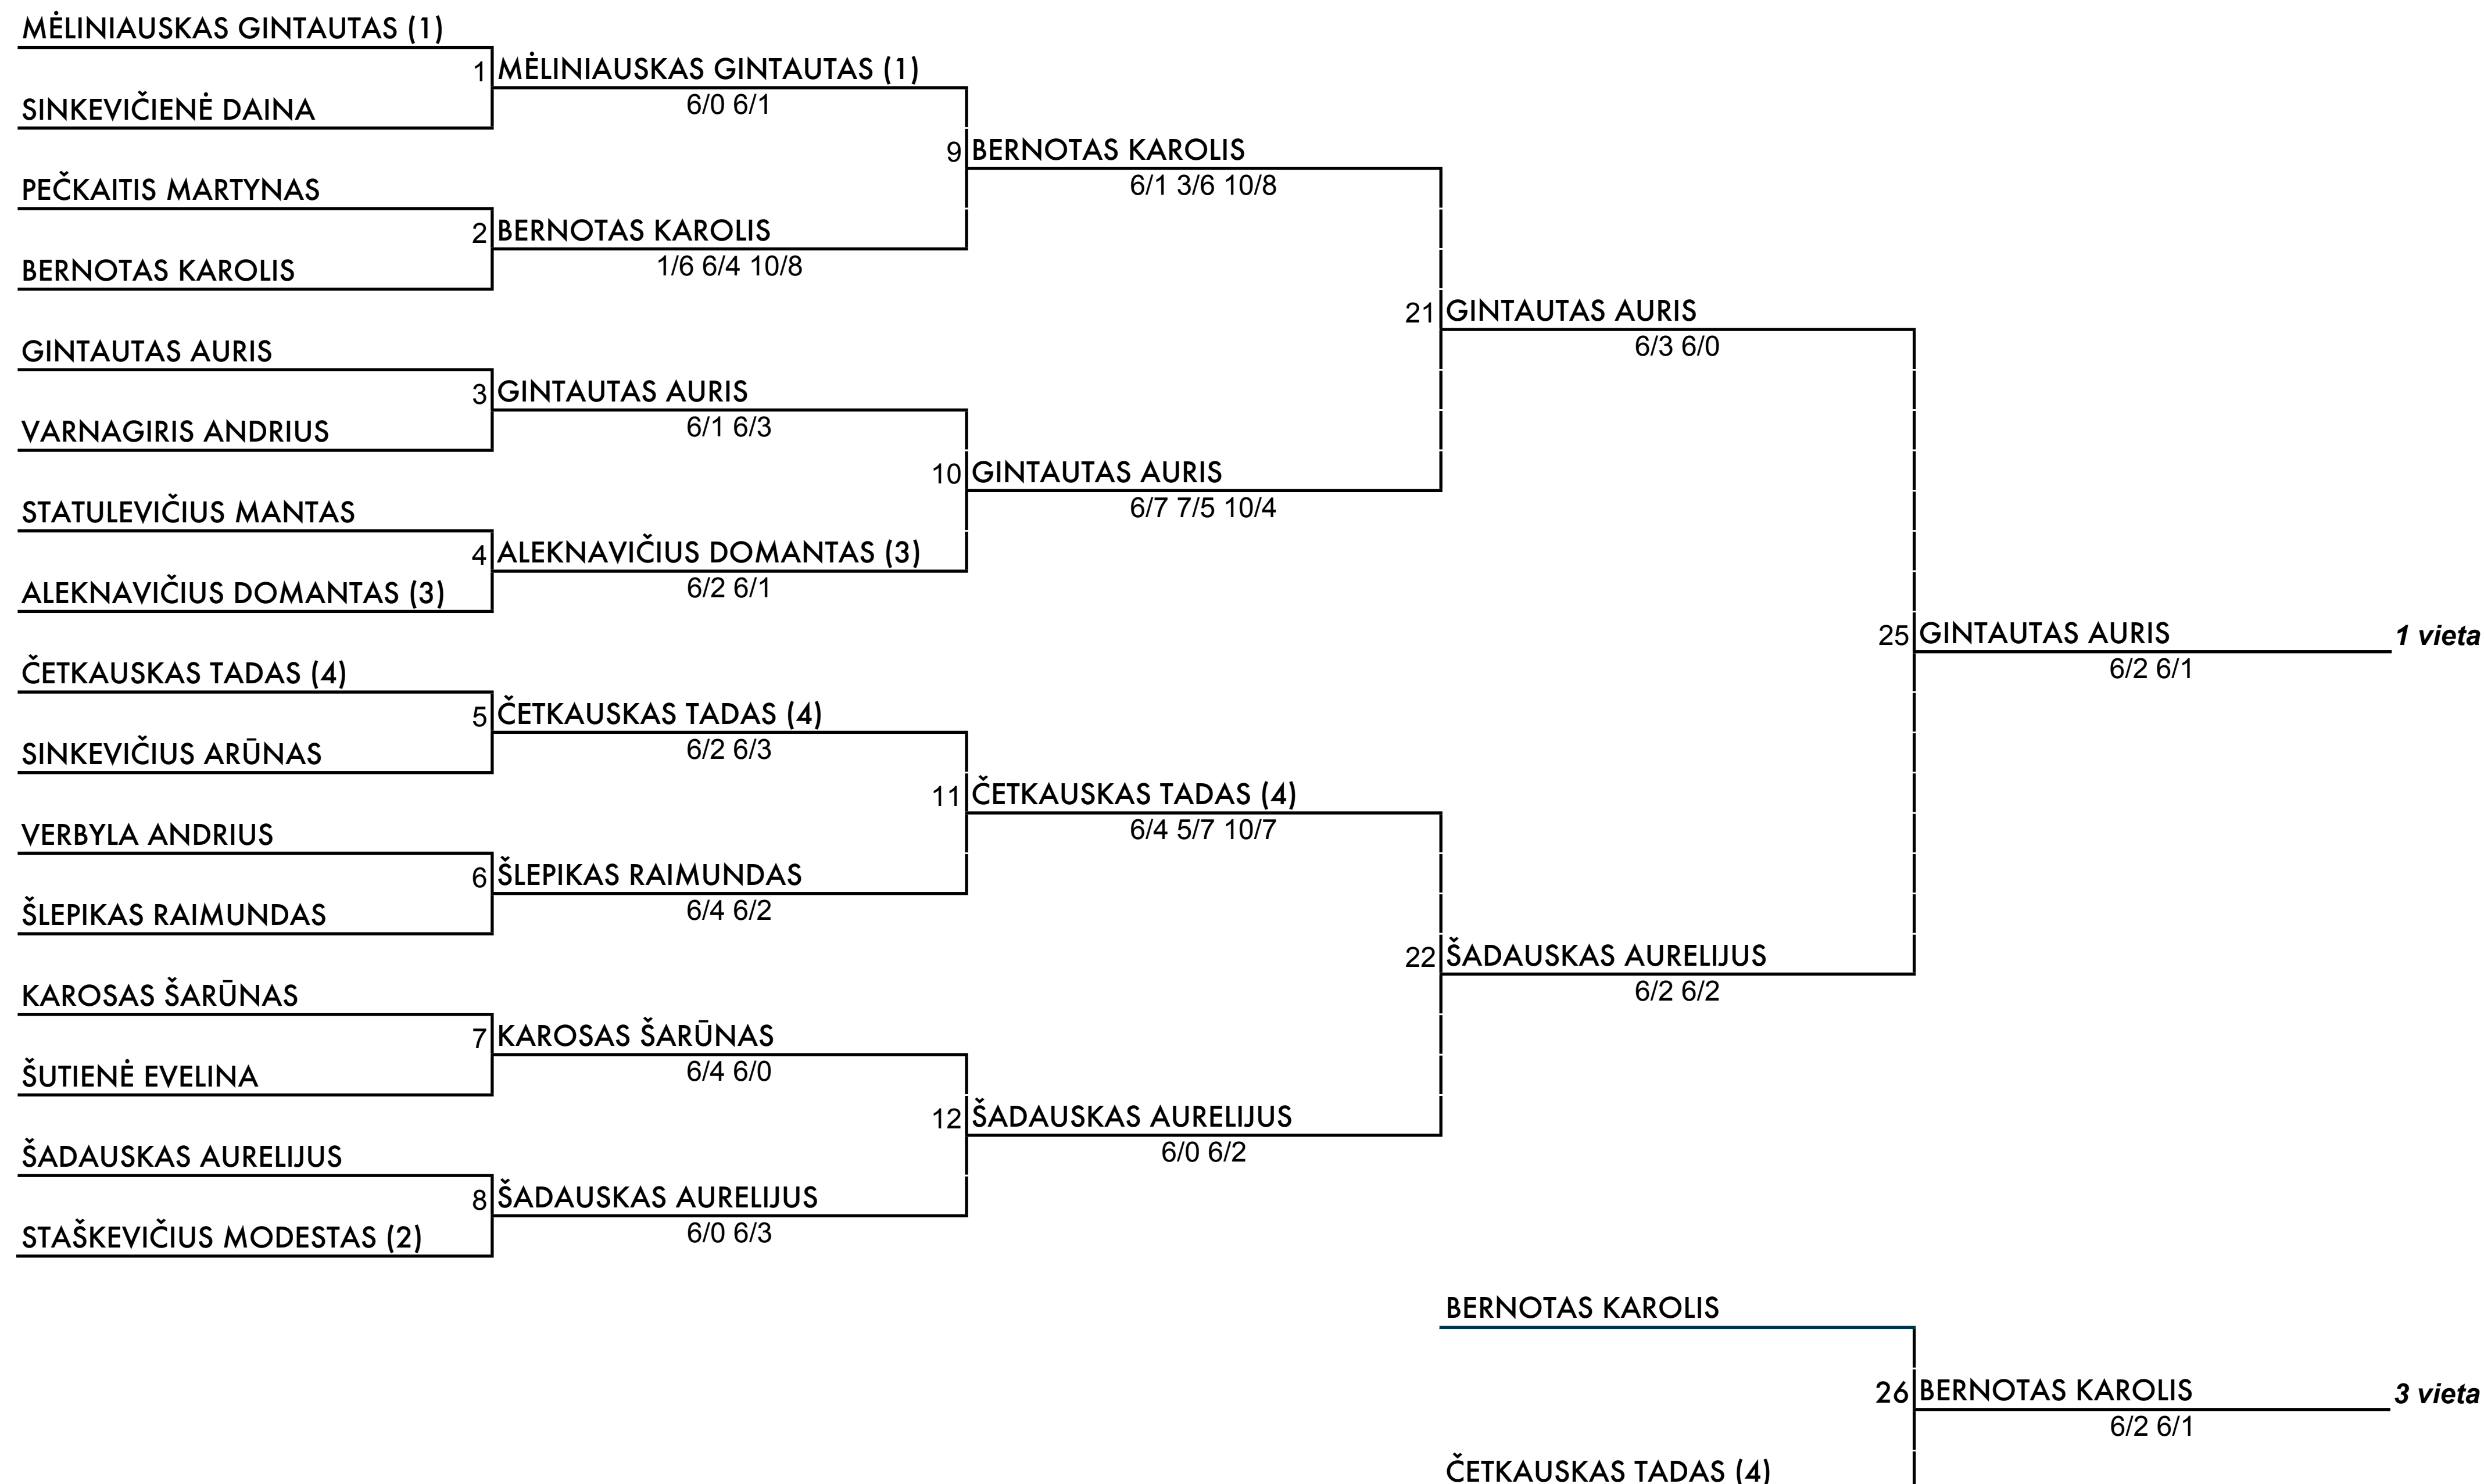 MĖLINIAUSKAS GINTAUTAS (1)
1 MĖLINIAUSKAS GINTAUTAS (1)
6/0 6/1
SINKEVIČIENĖ DAINA
9 BERNOTAS KAROLIS
6/1 3/6 10/8
PEČKAITIS MARTYNAS
2 BERNOTAS KAROLIS
1/6 6/4 10/8
BERNOTAS KAROLIS
21 GINTAUTAS AURIS
6/3 6/0
GINTAUTAS AURIS
3 GINTAUTAS AURIS
6/1 6/3
VARNAGIRIS ANDRIUS
10 GINTAUTAS AURIS
6/7 7/5 10/4
STATULEVIČIUS MANTAS
4 ALEKNAVIČIUS DOMANTAS (3)
6/2 6/1
ALEKNAVIČIUS DOMANTAS (3)
25 GINTAUTAS AURIS 1 vieta
6/2 6/1
ČETKAUSKAS TADAS (4)
5 ČETKAUSKAS TADAS (4)
6/2 6/3
SINKEVIČIUS ARŪNAS
11 ČETKAUSKAS TADAS (4)
6/4 5/7 10/7
VERBYLA ANDRIUS
6 ŠLEPIKAS RAIMUNDAS
6/4 6/2
ŠLEPIKAS RAIMUNDAS
22 ŠADAUSKAS AURELIJUS
6/2 6/2
KAROSAS ŠARŪNAS
7 KAROSAS ŠARŪNAS
6/4 6/0
ŠUTIENĖ EVELINA
12 ŠADAUSKAS AURELIJUS
6/0 6/2
ŠADAUSKAS AURELIJUS
8 ŠADAUSKAS AURELIJUS
6/0 6/3
STAŠKEVIČIUS MODESTAS (2)
BERNOTAS KAROLIS
26 BERNOTAS KAROLIS 3 vieta
6/2 6/1
ČETKAUSKAS TADAS (4)